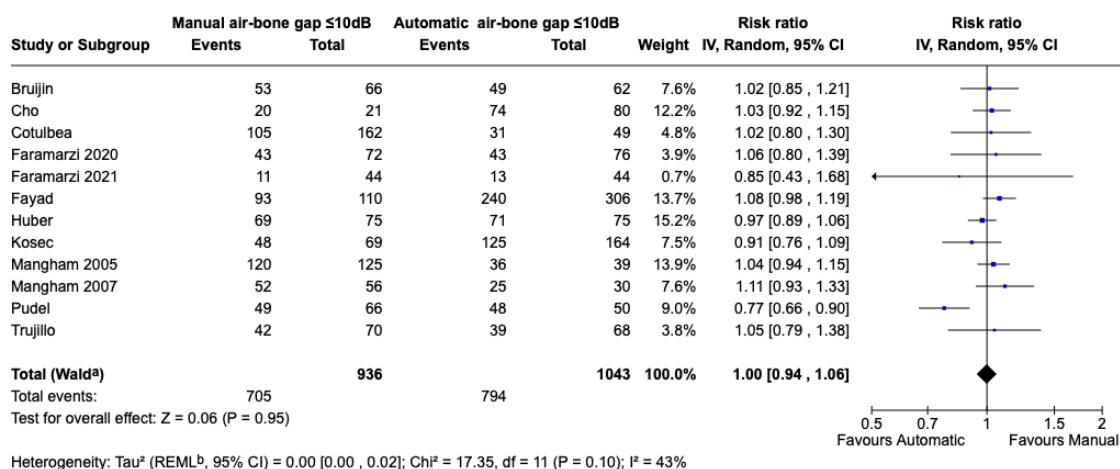 Manual air-bone gap ≤10dB Automatic air-bone gap ≤10dB Risk ratio Risk ratio
Study or Subgroup Events Total Events Total Weight IV, Random, 95% CI IV, Random, 95% CI
Bruijin 53 66 49 62 7.6% 1.02 [0.85 , 1.21]
Cho 20 21 74 80 12.2% 1.03 [0.92 , 1.15]
Cotulbea 105 162 31 49 4.8% 1.02 [0.80 , 1.30]
Faramarzi 2020 43 72 43 76 3.9% 1.06 [0.80 , 1.39]
Faramarzi 2021 11 44 13 44 0.7% 0.85 [0.43 , 1.68]
Fayad 93 110 240 306 13.7% 1.08 [0.98 , 1.19]
Huber 69 75 71 75 15.2% 0.97 [0.89 , 1.06]
Kosec 48 69 125 164 7.5% 0.91 [0.76 , 1.09]
Mangham 2005 120 125 36 39 13.9% 1.04 [0.94 , 1.15]
Mangham 2007 52 56 25 30 7.6% 1.11 [0.93 , 1.33]
Pudel 49 66 48 50 9.0% 0.77 [0.66 , 0.90]
Trujillo 42 70 39 68 3.8% 1.05 [0.79 , 1.38]
Total (Waldᵃ) 936 1043 100.0% 1.00 [0.94 , 1.06]
Total events: 705 794
Test for overall effect: Z = 0.06 (P = 0.95)
0.5 0.7 1 1.5 2
Favours Automatic Favours Manual
Heterogeneity: Tau² (REMLᵇ, 95% CI) = 0.00 [0.00 , 0.02]; Chi² = 17.35, df = 11 (P = 0.10); I² = 43%